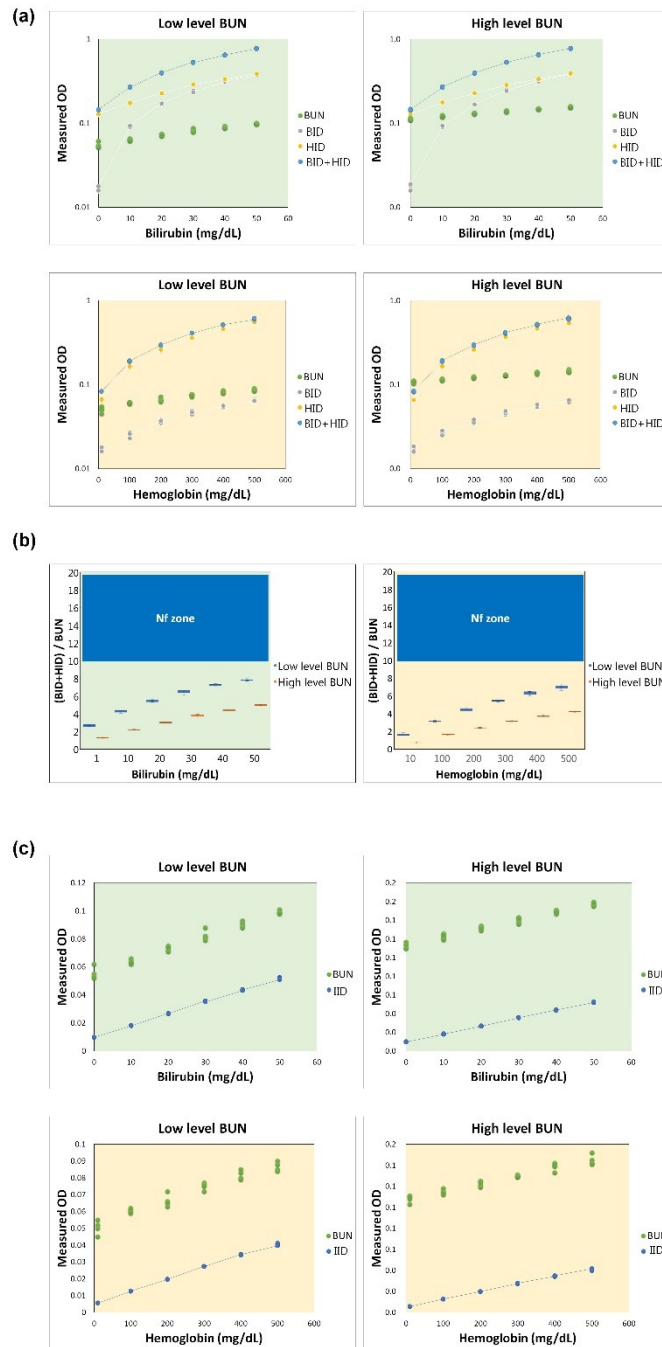 (a)
Low level BUN
Measured OD
1
0.1
0.01
0 10 20 30 40 50 60
Bilirubin (mg/dL)
BUN
BID
HID
BID+HID
High level BUN
Measured OD
1
0.1
0.0
0 10 20 30 40 50 60
Bilirubin (mg/dL)
BUN
BID
HID
BID+HID
Low level BUN
Measured OD
1
0.1
0.01
0 100 200 300 400 500 600
Hemoglobin (mg/dL)
BUN
BID
HID
BID+HID
High level BUN
Measured OD
1.0
0.1
0.0
0 100 200 300 400 500 600
Hemoglobin (mg/dL)
BUN
BID
HID
BID+HID
(b)
(BID+HID) / BUN
20
18
16
14
12
10
8
6
4
2
0
Nf zone
1 10 20 30 40 50
Bilirubin (mg/dL)
Low level BUN
High level BUN
(BID+HID) / BUN
20
18
16
14
12
10
8
6
4
2
0
Nf zone
10 100 200 300 400 500
Hemoglobin (mg/dL)
Low level BUN
High level BUN
(c)
Low level BUN
Measured OD
0.12
0.1
0.08
0.06
0.04
0.02
0
0 10 20 30 40 50 60
Bilirubin (mg/dL)
BUN
IID
High level BUN
Measured OD
0.2
0.1
0.1
0.1
0.1
0.1
0.0
0.0
0.0
0 10 20 30 40 50 60
Bilirubin (mg/dL)
BUN
IID
Low level BUN
Measured OD
0.1
0.09
0.08
0.07
0.06
0.05
0.04
0.03
0.02
0.01
0
0 100 200 300 400 500 600
Hemoglobin (mg/dL)
BUN
IID
High level BUN
Measured OD
0.2
0.1
0.1
0.1
0.1
0.1
0.0
0.0
0.0
0 100 200 300 400 500 600
Hemoglobin (mg/dL)
BUN
IID